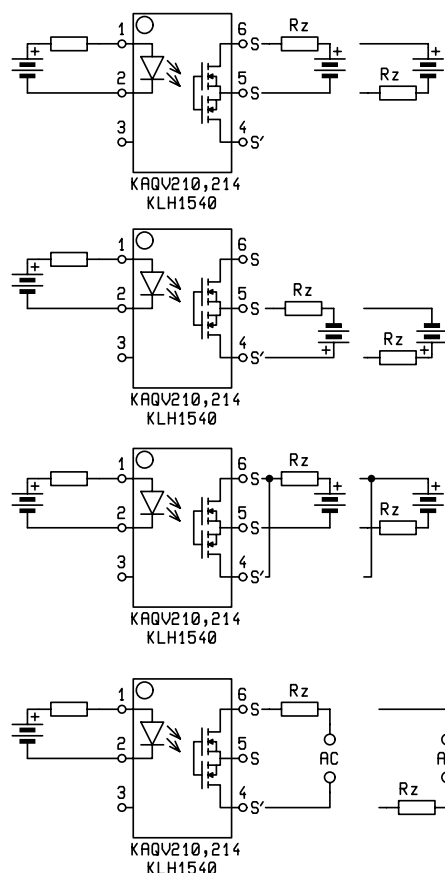 1
6
S
Rz
+
+
+
2
5
S
Rz
3
4
S'
KAQV210,214
KLH1540
1
6
S
+
2
5
S
Rz
Rz
3
4
S'
+
+
KAQV210,214
KLH1540
1
6
S
Rz
+
+
+
2
5
S
Rz
3
4
S'
KAQV210,214
KLH1540
1
6
S
Rz
+
2
5
S
AC
A
3
4
S'
Rz
KAQV210,214
KLH1540